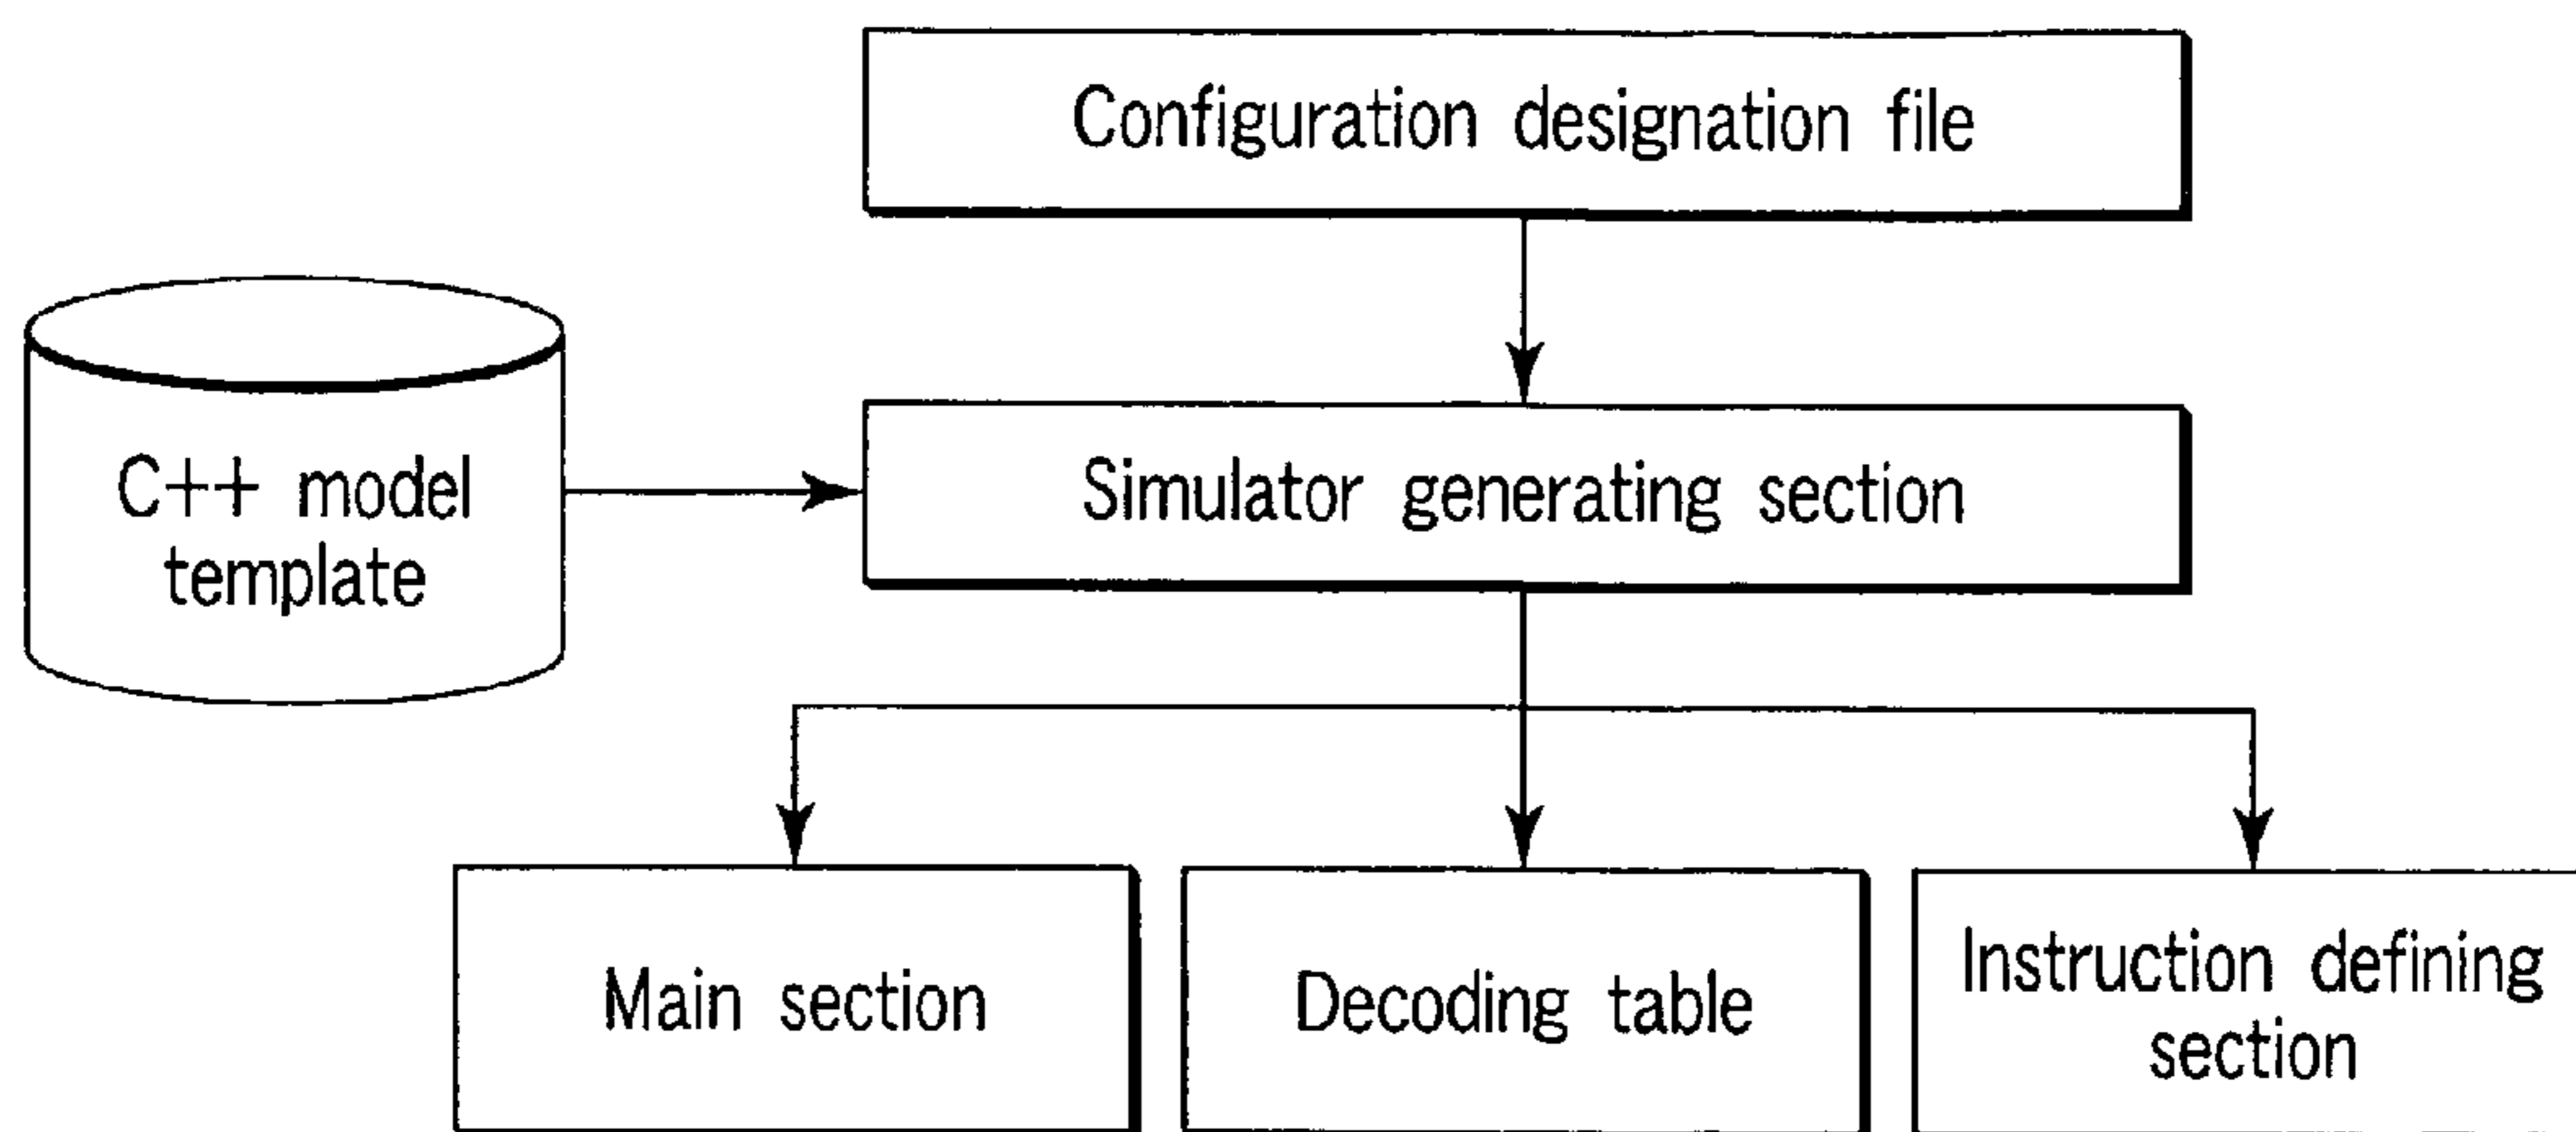 Configuration designation file
C++ model
template
Simulator generating section
Main section
Decoding table
Instruction defining
section